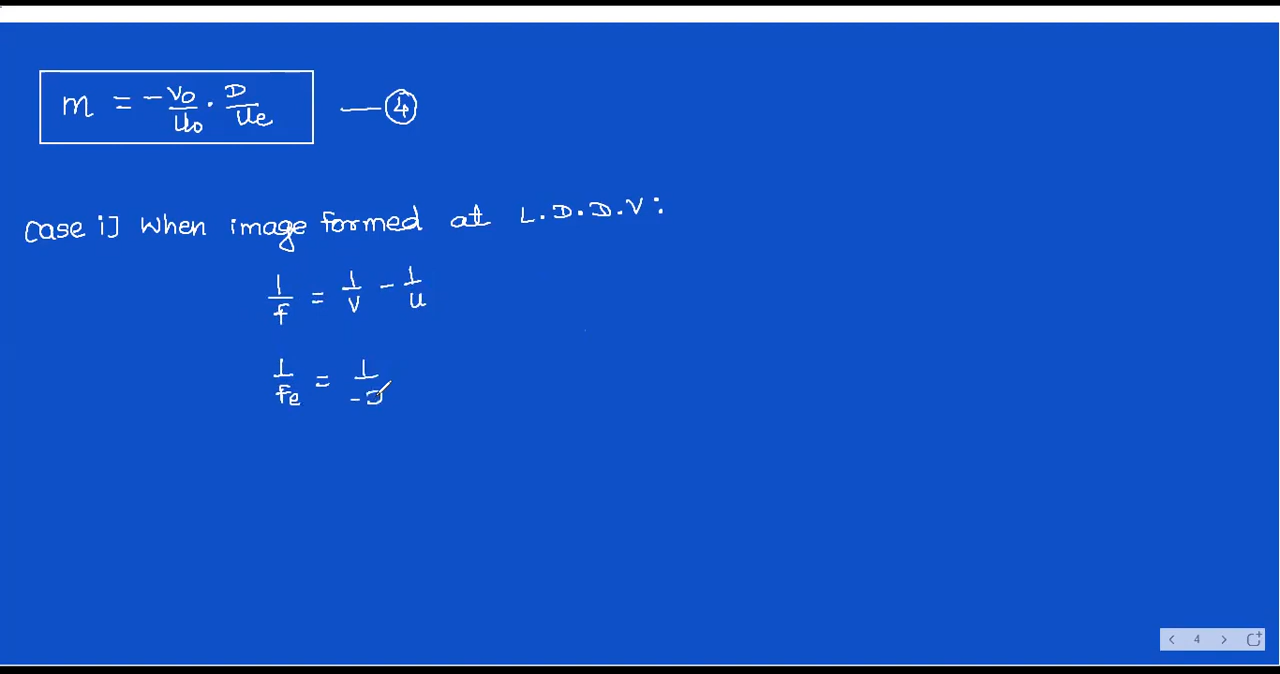 m = -v₀/u₀ · D/uₑ —④
Case i] When image formed at L.D.D.V:
1/f = 1/v - 1/u
1/fₑ = 1/-D
< 4 >